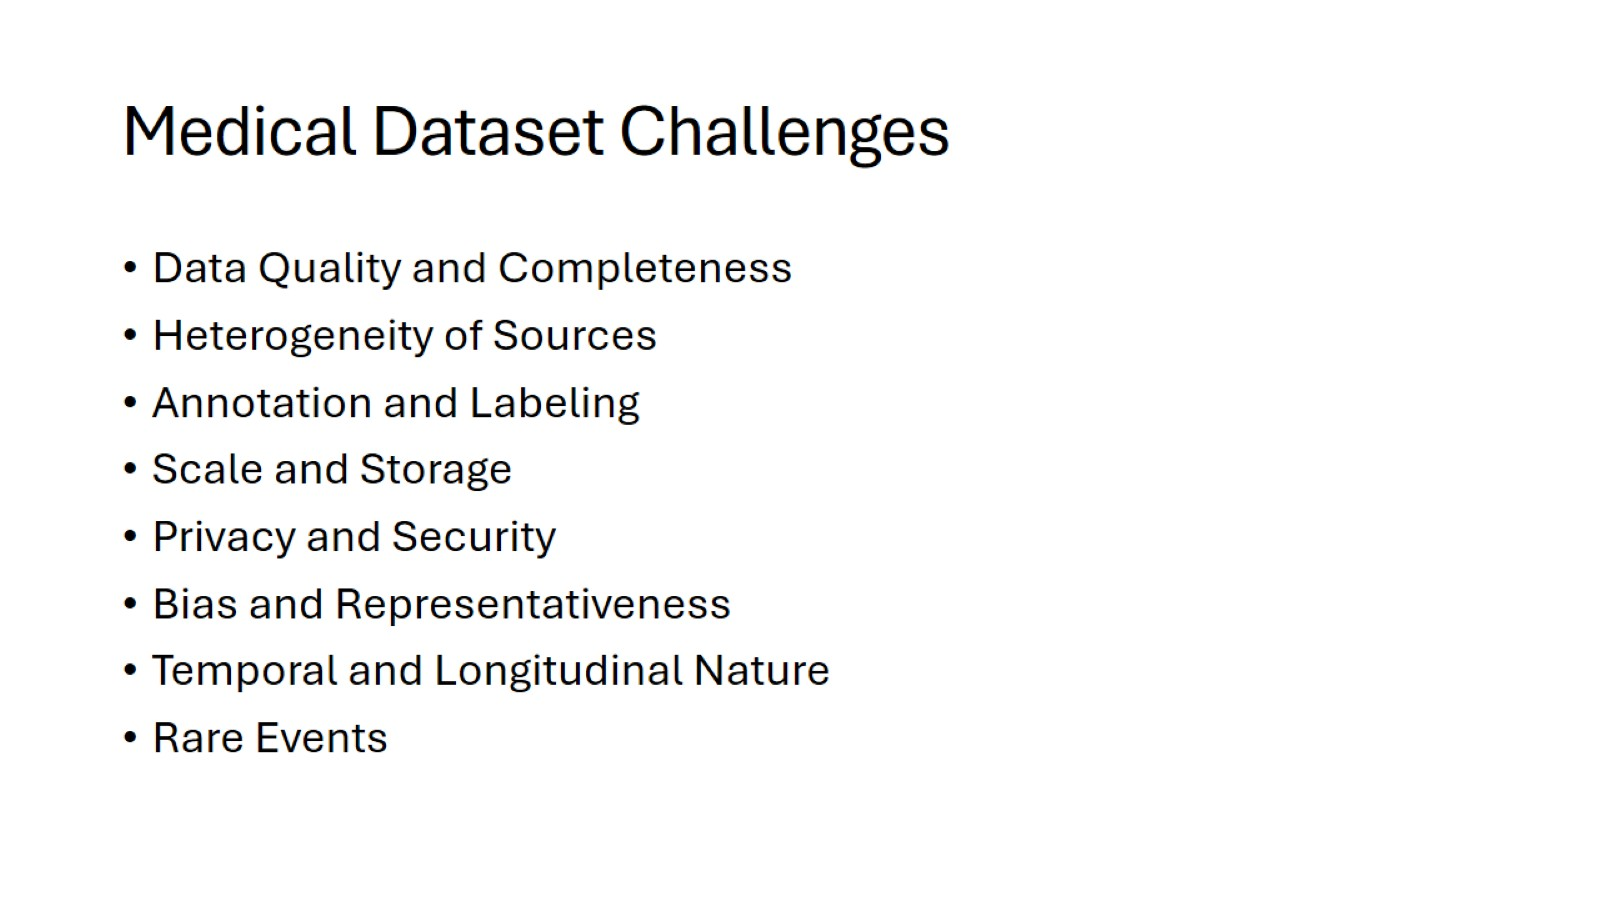 Medical Dataset Challenges
• Data Quality and Completeness
• Heterogeneity of Sources
• Annotation and Labeling
• Scale and Storage
• Privacy and Security
• Bias and Representativeness
• Temporal and Longitudinal Nature
• Rare Events